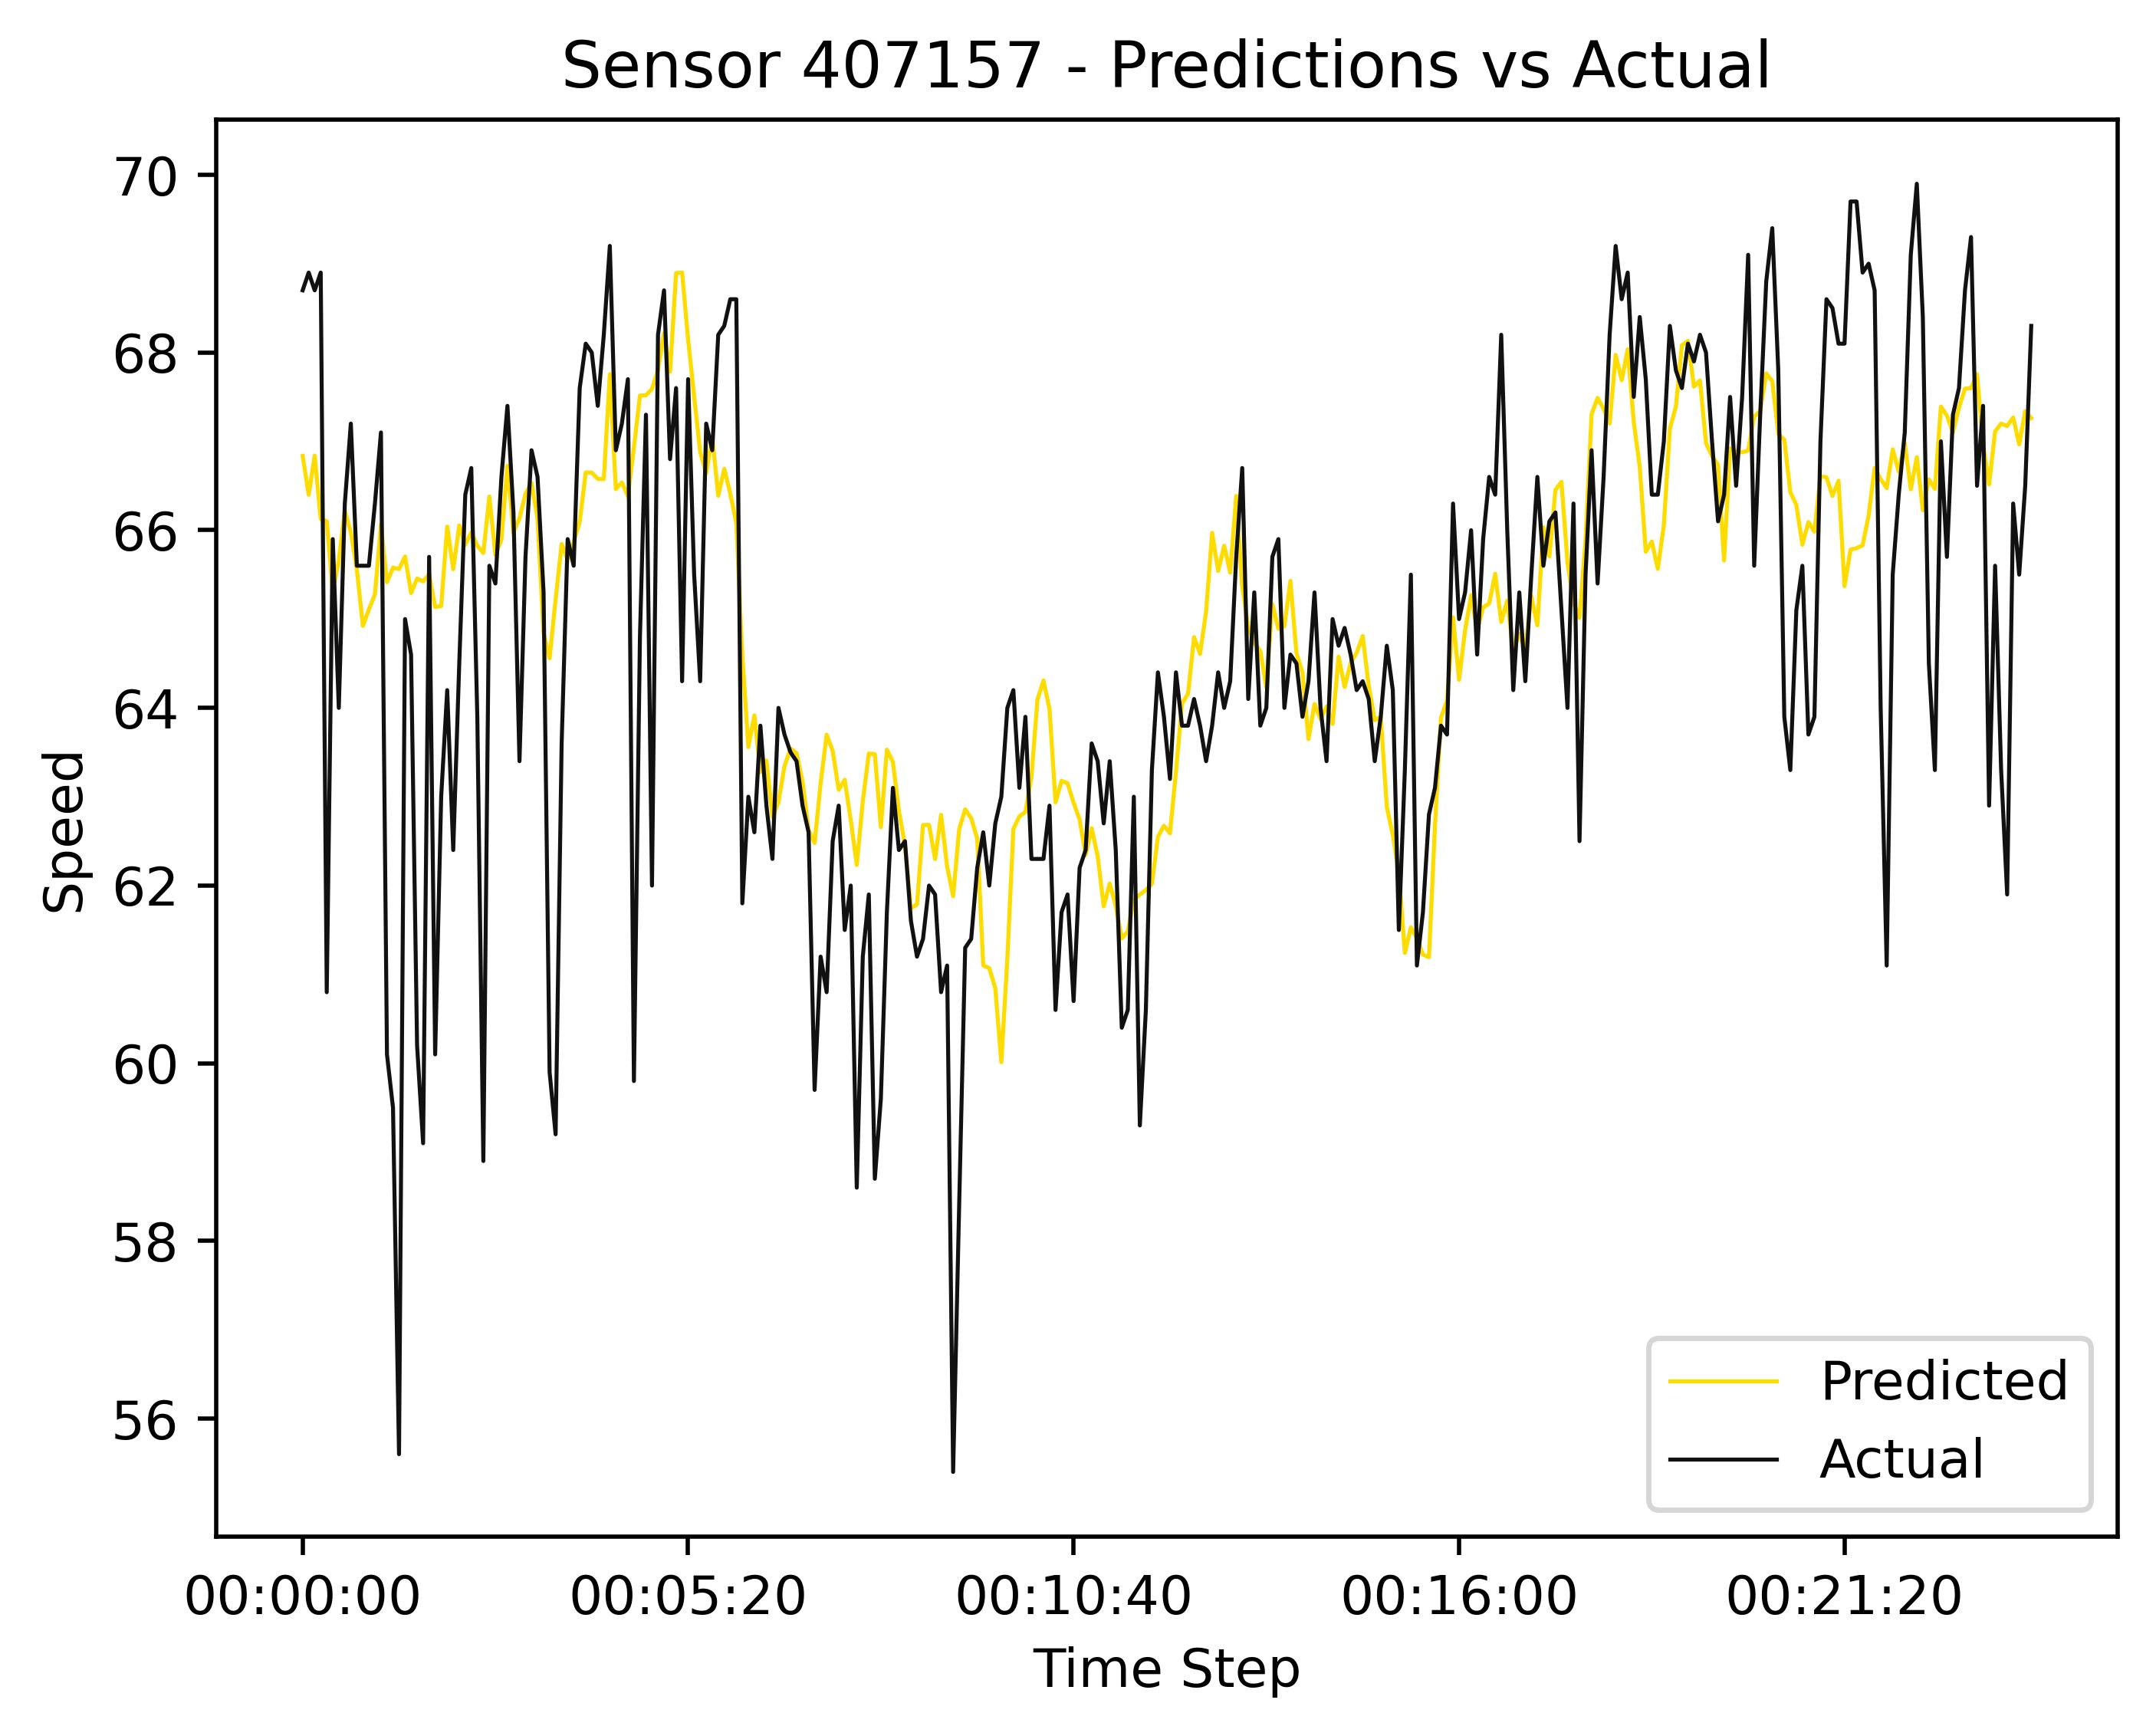 Sensor 407157 - Predictions vs Actual
70
68
66
64
62
60
58
56
Speed
Predicted
Actual
00:00:00 00:05:20 00:10:40 00:16:00 00:21:20
Time Step